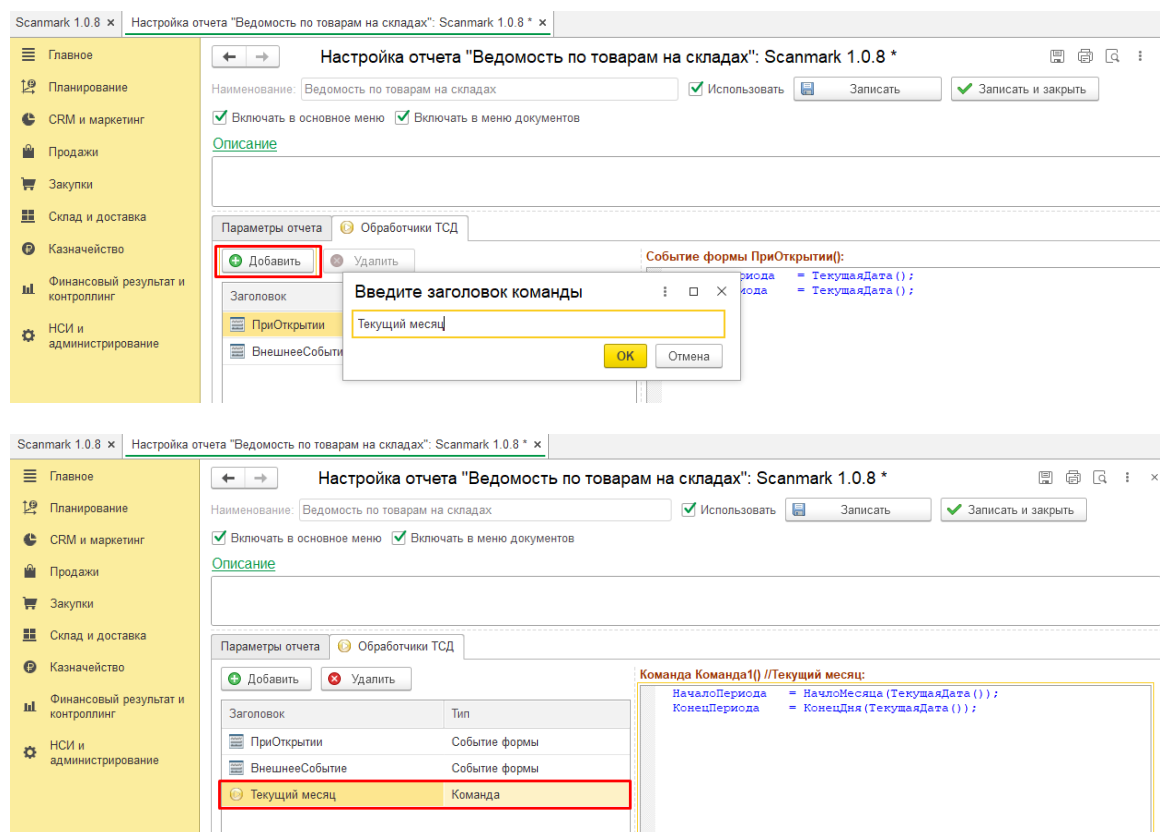 Scanmark 1.0.8 × Настройка отчета "Ведомость по товарам на складах": Scanmark 1.0.8 * ×
Главное
Планирование
CRM и маркетинг
Продажи
Закупки
Склад и доставка
Казначейство
Финансовый результат и
контроллинг
НСИ и
администрирование
Настройка отчета "Ведомость по товарам на складах": Scanmark 1.0.8 *
Наименование: Ведомость по товарам на складах Использовать Записать Записать и закрыть
Включать в основное меню Включать в меню документов
Описание
Параметры отчета Обработчики ТСД
Добавить Удалить
Заголовок
ПриОткрытии
ВнешнееСобыти
Событие формы ПриОткрытии():
риода = ТекущаяДата();
иода = ТекущаяДата();
Введите заголовок команды
Текущий месяц
ОК Отмена
Scanmark 1.0.8 × Настройка отчета "Ведомость по товарам на складах": Scanmark 1.0.8 * ×
Главное
Планирование
CRM и маркетинг
Продажи
Закупки
Склад и доставка
Казначейство
Финансовый результат и
контроллинг
НСИ и
администрирование
Настройка отчета "Ведомость по товарам на складах": Scanmark 1.0.8 *
Наименование: Ведомость по товарам на складах Использовать Записать Записать и закрыть
Включать в основное меню Включать в меню документов
Описание
Параметры отчета Обработчики ТСД
Добавить Удалить
Заголовок Тип
ПриОткрытии Событие формы
ВнешнееСобытие Событие формы
Текущий месяц Команда
Команда Команда1() //Текущий месяц:
НачалоПериода = НачлоМесяца(ТекущаяДата());
КонецПериода = КонецДня(ТекущаяДата());